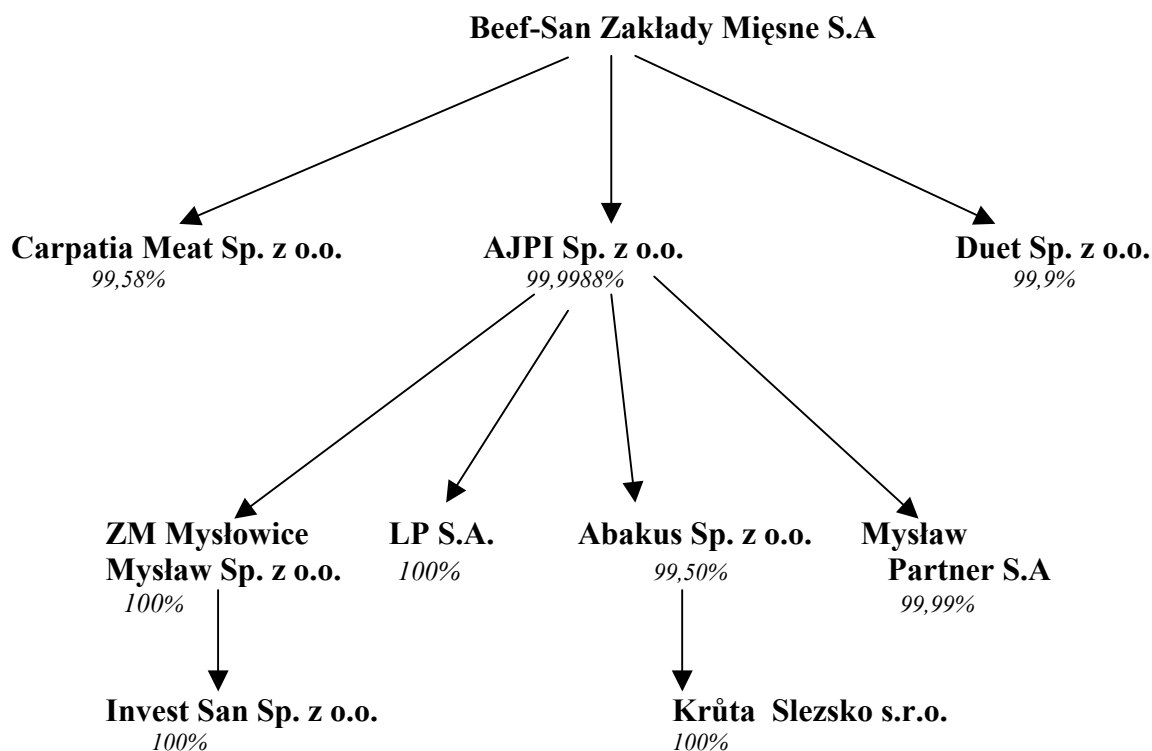 Beef-San Zakłady Mięsne S.A
Carpatia Meat Sp. z o.o.
99,58%
AJPI Sp. z o.o.
99,9988%
Duet Sp. z o.o.
99,9%
ZM Mysłowice
Mysław Sp. z o.o.
100%
LP S.A.
100%
Abakus Sp. z o.o.
99,50%
Mysław
Partner S.A
99,99%
Invest San Sp. z o.o.
100%
Krůta Slezsko s.r.o.
100%